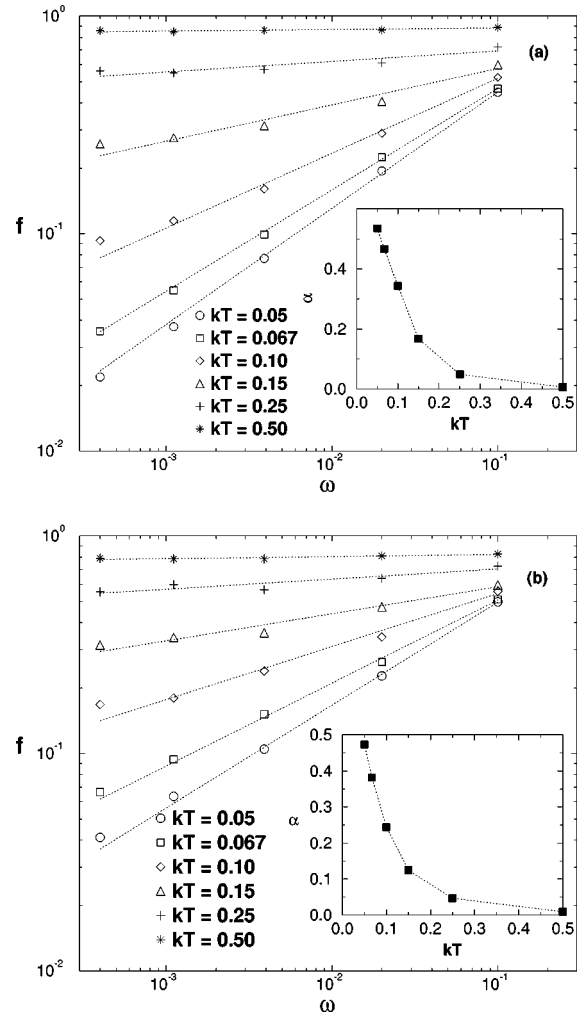 10⁰
(a)
f
10⁻¹
10⁻²
kT = 0.05
kT = 0.067
kT = 0.10
kT = 0.15
kT = 0.25
kT = 0.50
α
0.4
0.2
0.0
0.0 0.1 0.2 0.3 0.4 0.5
kT
10⁻³ 10⁻² 10⁻¹
ω
10⁰
(b)
f
10⁻¹
10⁻²
kT = 0.05
kT = 0.067
kT = 0.10
kT = 0.15
kT = 0.25
kT = 0.50
α
0.5
0.4
0.3
0.2
0.1
0.0
0.0 0.1 0.2 0.3 0.4 0.5
kT
10⁻³ 10⁻² 10⁻¹
ω